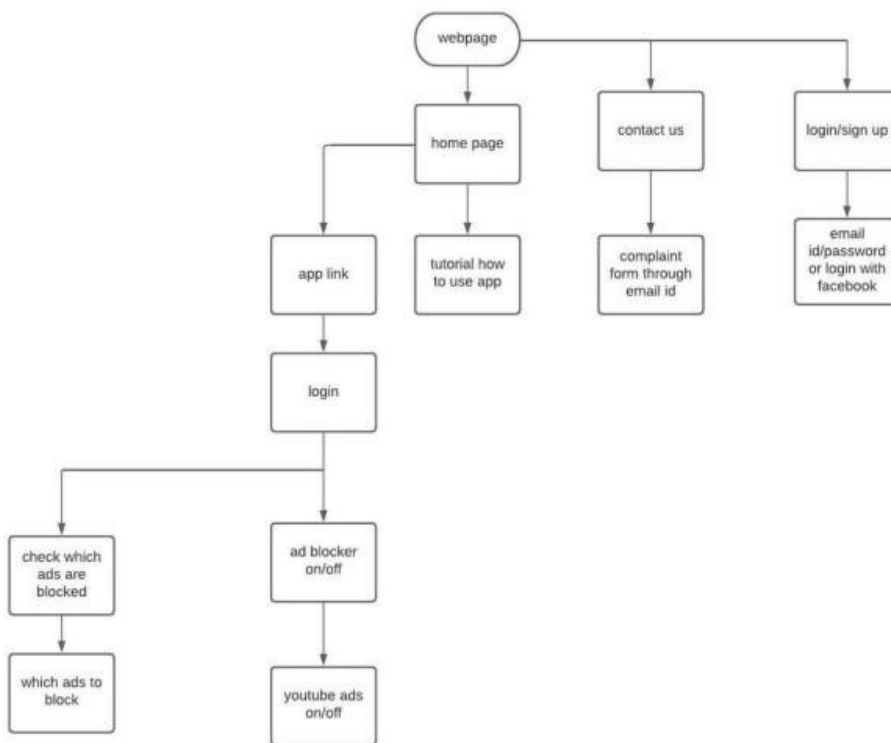 webpage
home page
contact us
login/sign up
app link
tutorial how
to use app
complaint
form through
email id
email
id/password
or login with
facebook
login
check which
ads are
blocked
ad blocker
on/off
which ads to
block
youtube ads
on/off